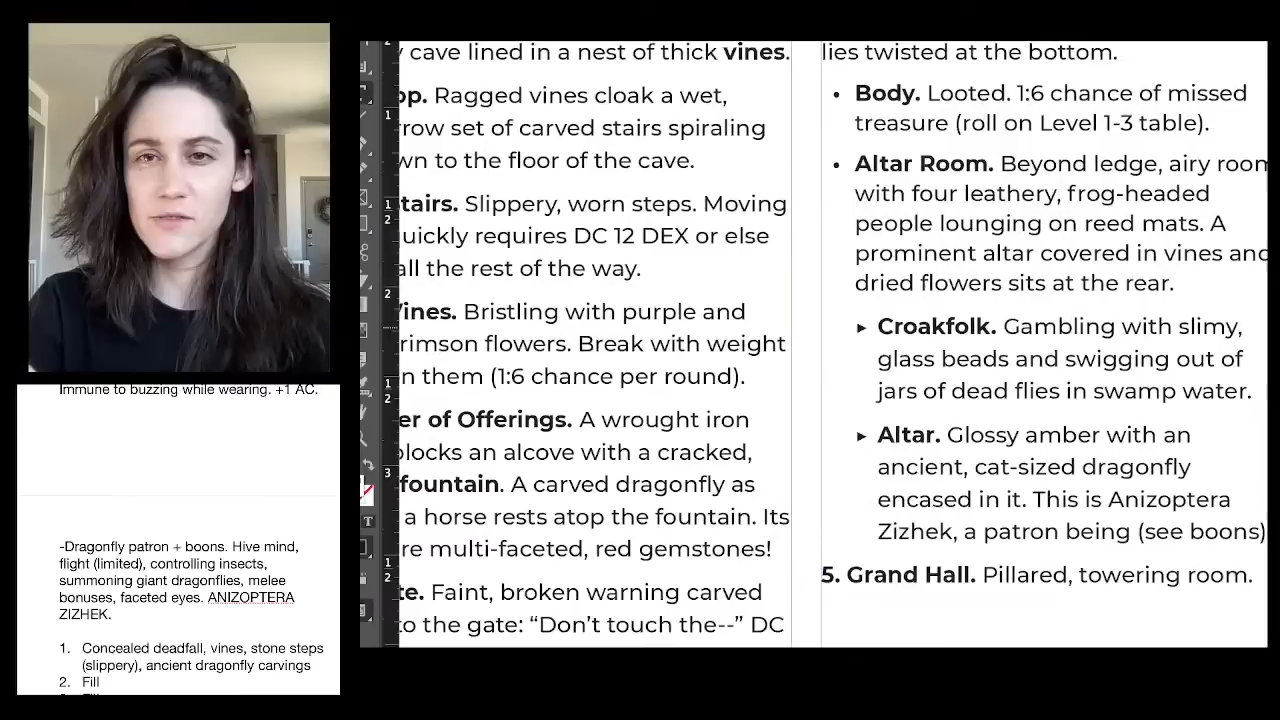 Immune to buzzing while wearing. +1 AC.
-Dragonfly patron + boons. Hive mind,
flight (limited), controlling insects,
summoning giant dragonflies, melee
bonuses, faceted eyes. ANIZOPTERA
ZIZHEK.
1. Concealed deadfall, vines, stone steps
(slippery), ancient dragonfly carvings
2. Fill
cave lined in a nest of thick vines.
op. Ragged vines cloak a wet,
row set of carved stairs spiraling
wn to the floor of the cave.
tairs. Slippery, worn steps. Moving
uickly requires DC 12 DEX or else
all the rest of the way.
ines. Bristling with purple and
rimson flowers. Break with weight
n them (1:6 chance per round).
er of Offerings. A wrought iron
locks an alcove with a cracked,
fountain. A carved dragonfly as
a horse rests atop the fountain. Its
re multi-faceted, red gemstones!
te. Faint, broken warning carved
to the gate: “Don’t touch the--” DC
lies twisted at the bottom.
• Body. Looted. 1:6 chance of missed
treasure (roll on Level 1-3 table).
• Altar Room. Beyond ledge, airy room
with four leathery, frog-headed
people lounging on reed mats. A
prominent altar covered in vines and
dried flowers sits at the rear.
▸ Croakfolk. Gambling with slimy,
glass beads and swigging out of
jars of dead flies in swamp water.
▸ Altar. Glossy amber with an
ancient, cat-sized dragonfly
encased in it. This is Anizoptera
Zizhek, a patron being (see boons)
5. Grand Hall. Pillared, towering room.